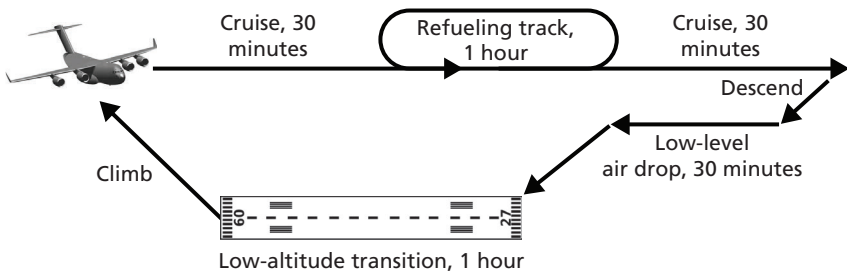 Cruise, 30
minutes
Refueling track,
1 hour
Cruise, 30
minutes
Descend
Low-level
air drop, 30 minutes
Climb
60
27
Low-altitude transition, 1 hour